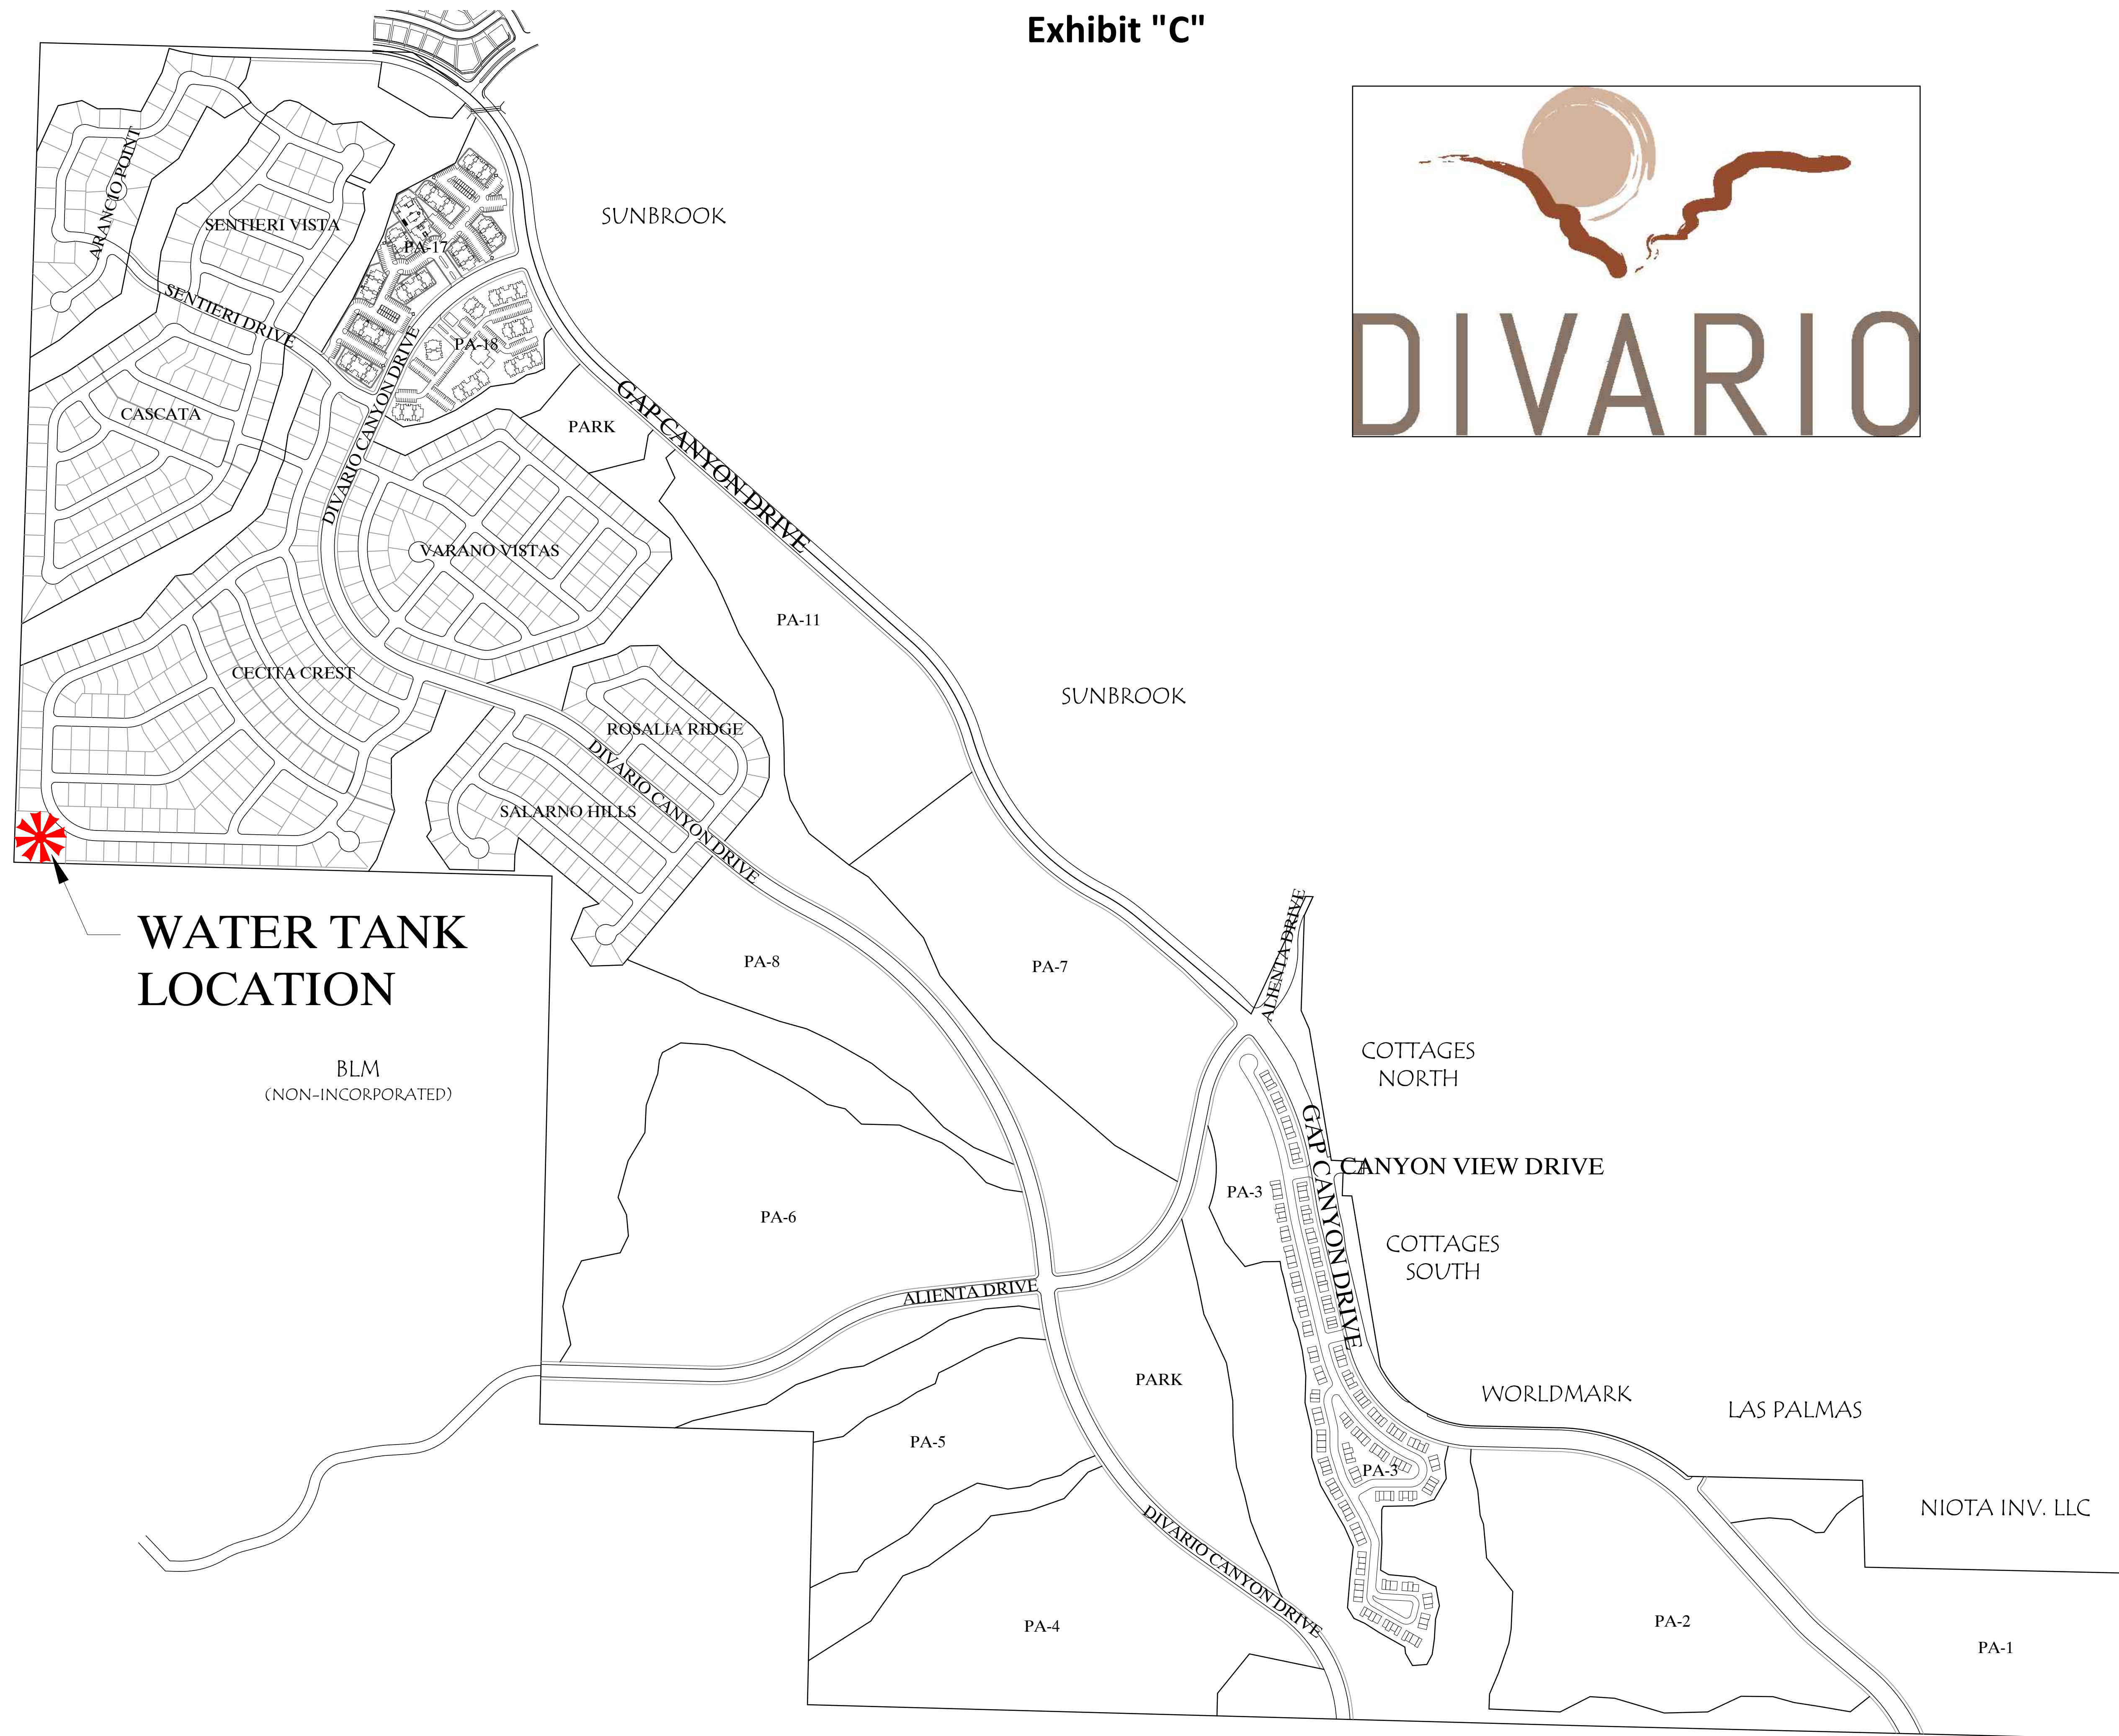 Exhibit "C"
DIVARIO
SUNBROOK
ARANCIO POINT
SENTIERI VISTA
PA-17
SENTIERI DRIVE
PA-18
DIVARIO CANYON DRIVE
GAP CANYON DRIVE
CASCATA
PARK
VARANO VISTAS
PA-11
CECITA CREST
SUNBROOK
ROSALIA RIDGE
DIVARIO CANYON DRIVE
SALARNO HILLS
WATER TANK
LOCATION
PA-8
PA-7
ALIENTA DRIVE
BLM
(NON-INCORPORATED)
COTTAGES
NORTH
GAP CANYON DRIVE
CANYON VIEW DRIVE
PA-3
PA-6
COTTAGES
SOUTH
ALIENTA DRIVE
PARK
WORLDMARK
LAS PALMAS
PA-5
PA-3
NIOTA INV. LLC
DIVARIO CANYON DRIVE
PA-4
PA-2
PA-1